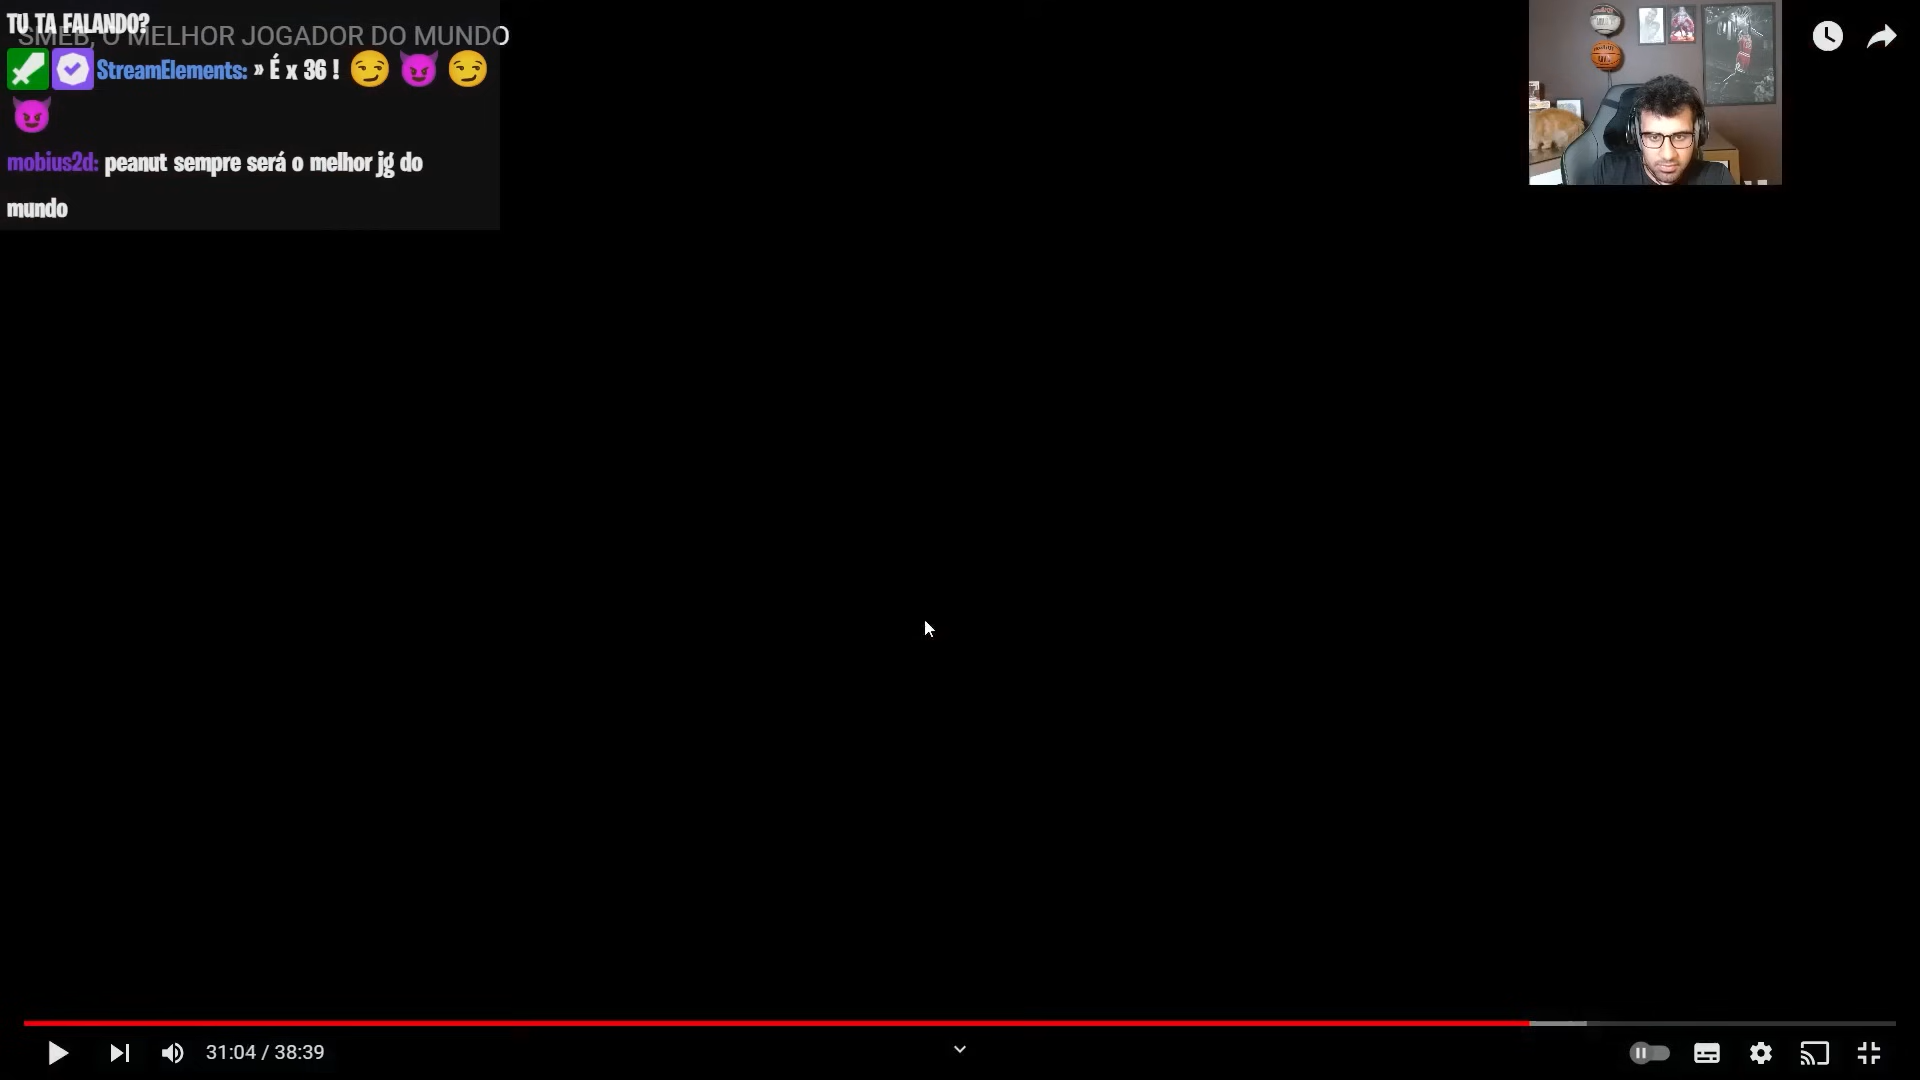 TU TA FALANDO?
SMEB, O MELHOR JOGADOR DO MUNDO
StreamElements: » É x 36 ! 😏 😈 😏
😈
mobius2d: peanut sempre será o melhor jg do
mundo
31:04 / 38:39